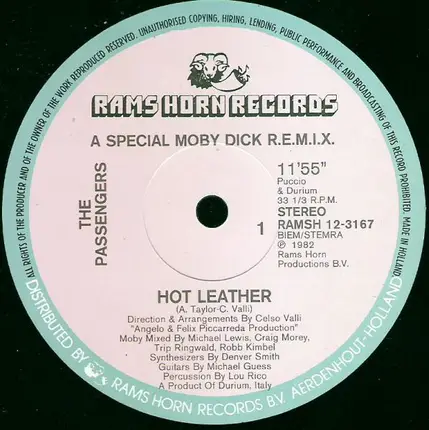 ALL RIGHTS OF THE PRODUCER AND OF THE OWNER OF THE WORK REPRODUCED RESERVED. UNAUTHORISED COPYING, HIRING, LENDING, PUBLIC PERFORMANCE AND BROADCASTING OF THIS RECORD PROHIBITED. MADE IN HOLLAND.
RAMS HORN RECORDS
A SPECIAL MOBY DICK R.E.M.I.X.
THE
PASSENGERS
11'55"
Puccio
& Durium
33 1/3 R.P.M.
STEREO
1
RAMSH 12-3167
BIEM/STEMRA
℗ 1982
Rams Horn
Productions B.V.
HOT LEATHER
(A. Taylor-C. Valli)
Direction & Arrangements By Celso Valli
"Angelo & Felix Piccarreda Production"
Moby Mixed By Michael Lewis, Craig Morey,
Trip Ringwald, Robb Kimbel
Synthesizers By Denver Smith
Guitars By Michael Guess
Percussion By Lou Rico
A Product Of Durium, Italy
DISTRIBUTED BY RAMS HORN RECORDS B.V. AERDENHOUT-HOLLAND